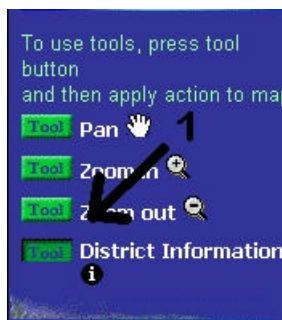 To use tools, press tool
button
and then apply action to map
Tool Pan 1
Tool Zoom in
Tool Zoom out
Tool District Information
i